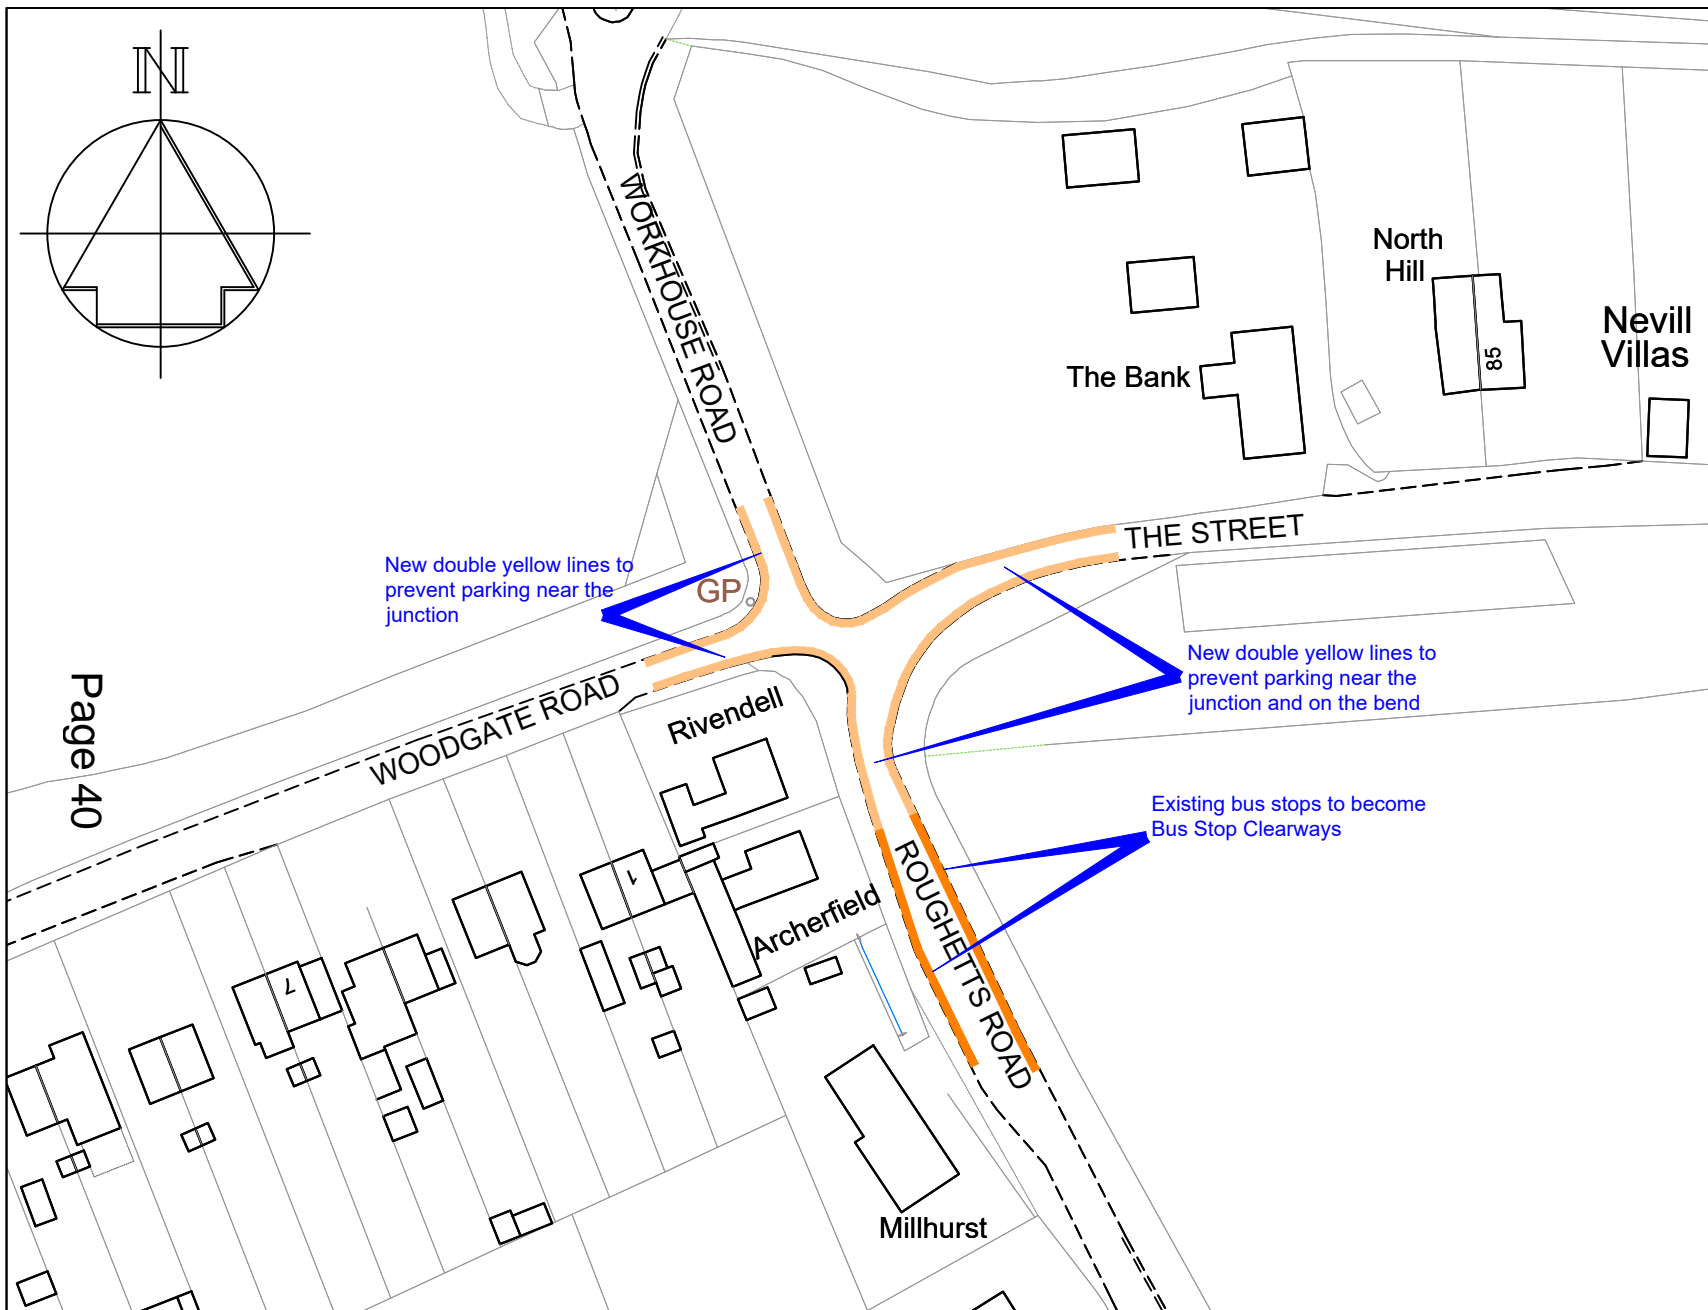 N
WORKHOUSE ROAD
North
Hill
Nevill
Villas
85
The Bank
THE STREET
New double yellow lines to
prevent parking near the
junction
GP
New double yellow lines to
prevent parking near the
junction and on the bend
Page 40
WOODGATE ROAD
Rivendell
Existing bus stops to become
Bus Stop Clearways
1
Archerfield
ROUGHETTS ROAD
7
Millhurst